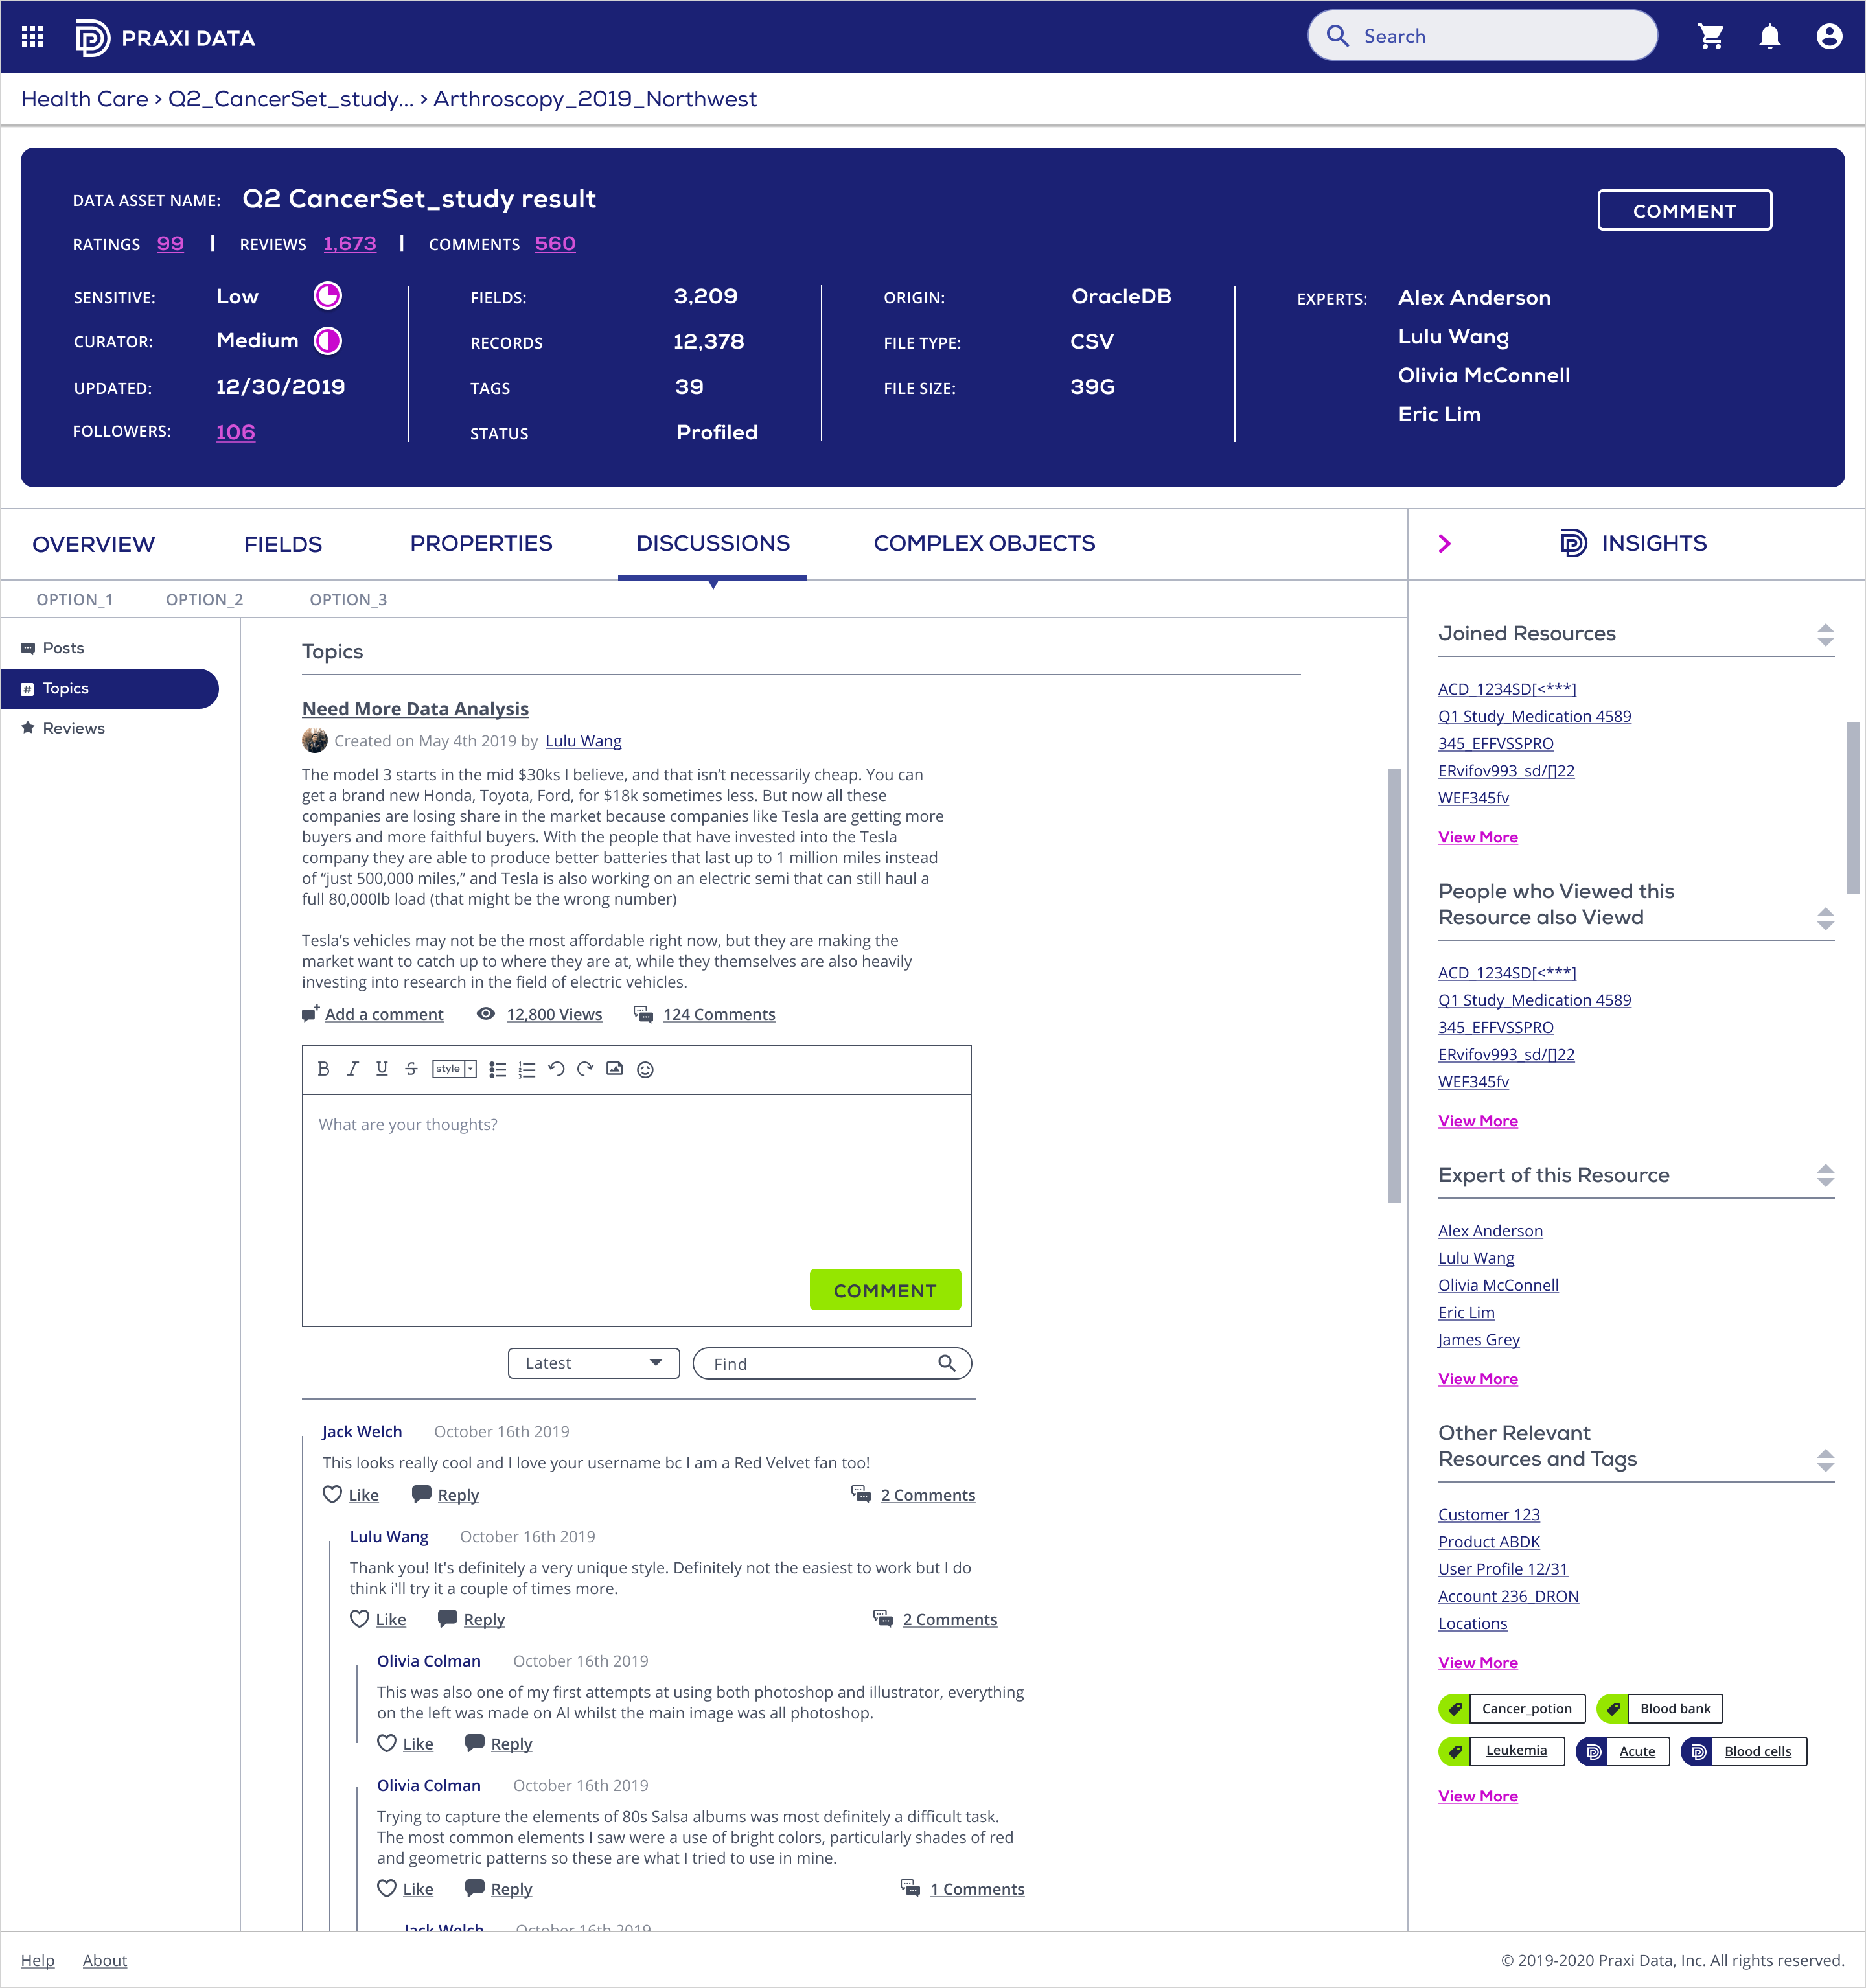 PRAXI DATA
Search
Health Care › Q2_CancerSet_study... › Arthroscopy_2019_Northwest
DATA ASSET NAME: Q2 CancerSet_study result
COMMENT
RATINGS 99 | REVIEWS 1,673 | COMMENTS 560
SENSITIVE: Low
CURATOR: Medium
UPDATED: 12/30/2019
FOLLOWERS: 106
FIELDS: 3,209
RECORDS 12,378
TAGS 39
STATUS Profiled
ORIGIN: OracleDB
FILE TYPE: CSV
FILE SIZE: 39G
EXPERTS: Alex Anderson
Lulu Wang
Olivia McConnell
Eric Lim
OVERVIEW FIELDS PROPERTIES DISCUSSIONS COMPLEX OBJECTS
OPTION_1 OPTION_2 OPTION_3
Posts
# Topics
Reviews
Topics
Need More Data Analysis
Created on May 4th 2019 by Lulu Wang
The model 3 starts in the mid $30ks I believe, and that isn’t necessarily cheap. You can
get a brand new Honda, Toyota, Ford, for $18k sometimes less. But now all these
companies are losing share in the market because companies like Tesla are getting more
buyers and more faithful buyers. With the people that have invested into the Tesla
company they are able to produce better batteries that last up to 1 million miles instead
of “just 500,000 miles,” and Tesla is also working on an electric semi that can still haul a
full 80,000lb load (that might be the wrong number)
Tesla’s vehicles may not be the most affordable right now, but they are making the
market want to catch up to where they are at, while they themselves are also heavily
investing into research in the field of electric vehicles.
Add a comment 12,800 Views 124 Comments
B I U S style
What are your thoughts?
COMMENT
Latest
Find
Jack Welch October 16th 2019
This looks really cool and I love your username bc I am a Red Velvet fan too!
Like Reply 2 Comments
Lulu Wang October 16th 2019
Thank you! It's definitely a very unique style. Definitely not the easiest to work but I do
think i'll try it a couple of times more.
Like Reply 2 Comments
Olivia Colman October 16th 2019
This was also one of my first attempts at using both photoshop and illustrator, everything
on the left was made on AI whilst the main image was all photoshop.
Like Reply
Olivia Colman October 16th 2019
Trying to capture the elements of 80s Salsa albums was most definitely a difficult task.
The most common elements I saw were a use of bright colors, particularly shades of red
and geometric patterns so these are what I tried to use in mine.
Like Reply 1 Comments
Jack Welch October 16th 2019
INSIGHTS
Joined Resources
ACD_1234SD[<***]
Q1 Study_Medication 4589
345_EFFVSSPRO
ERvifov993_sd/[]22
WEF345fv
View More
People who Viewed this
Resource also Viewd
ACD_1234SD[<***]
Q1 Study_Medication 4589
345_EFFVSSPRO
ERvifov993_sd/[]22
WEF345fv
View More
Expert of this Resource
Alex Anderson
Lulu Wang
Olivia McConnell
Eric Lim
James Grey
View More
Other Relevant
Resources and Tags
Customer 123
Product ABDK
User Profile 12/31
Account 236_DRON
Locations
View More
Cancer_potion Blood bank
Leukemia Acute Blood cells
View More
Help About
© 2019-2020 Praxi Data, Inc. All rights reserved.